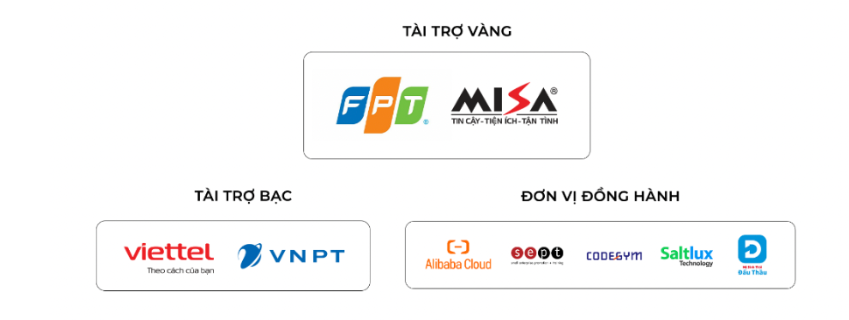 TÀI TRỢ VÀNG
FPT
MISA®
TIN CẬY-TIỆN ÍCH-TẬN TÌNH
TÀI TRỢ BẠC
viettel
Theo cách của bạn
VNPT
ĐƠN VỊ ĐỒNG HÀNH
Alibaba Cloud
sept
CODEGYM
Saltlux
Technology
Đấu Thầu